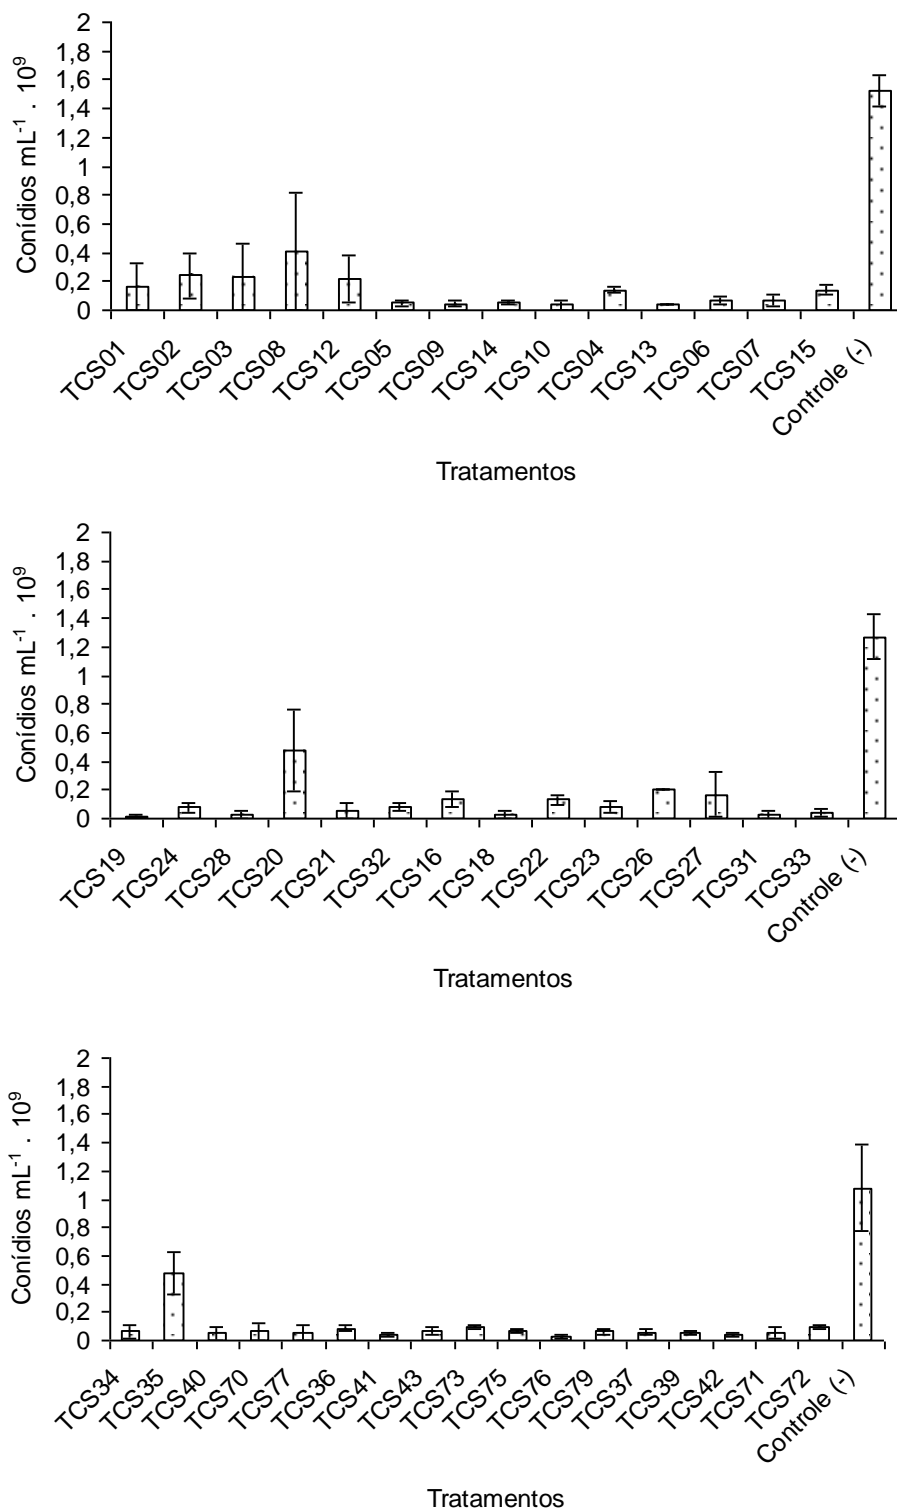 2
1,8
1,6
1,4
1,2
1
0,8
0,6
0,4
0,2
0
Conídios mL⁻¹ . 10⁹
TCS01
TCS02
TCS03
TCS08
TCS12
TCS05
TCS09
TCS14
TCS10
TCS04
TCS13
TCS06
TCS07
TCS15
Controle (-)
Tratamentos
2
1,8
1,6
1,4
1,2
1
0,8
0,6
0,4
0,2
0
Conídios mL⁻¹ . 10⁹
TCS19
TCS24
TCS28
TCS20
TCS21
TCS32
TCS16
TCS18
TCS22
TCS23
TCS26
TCS27
TCS31
TCS33
Controle (-)
Tratamentos
2
1,8
1,6
1,4
1,2
1
0,8
0,6
0,4
0,2
0
Conídios mL⁻¹ . 10⁹
TCS34
TCS35
TCS40
TCS70
TCS77
TCS36
TCS41
TCS43
TCS73
TCS75
TCS76
TCS79
TCS37
TCS39
TCS42
TCS71
TCS72
Controle (-)
Tratamentos